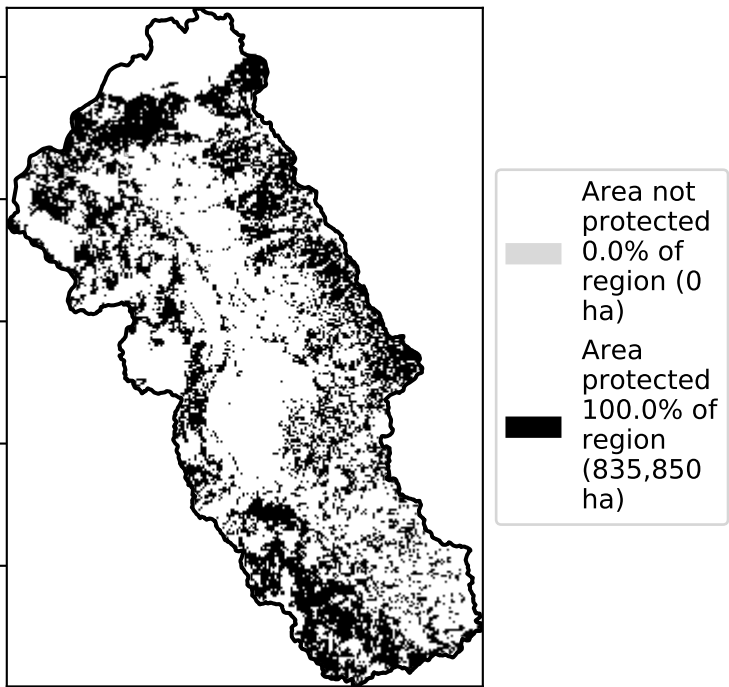 Area not
protected
0.0% of
region (0
ha)
Area
protected
100.0% of
region
(835,850
ha)